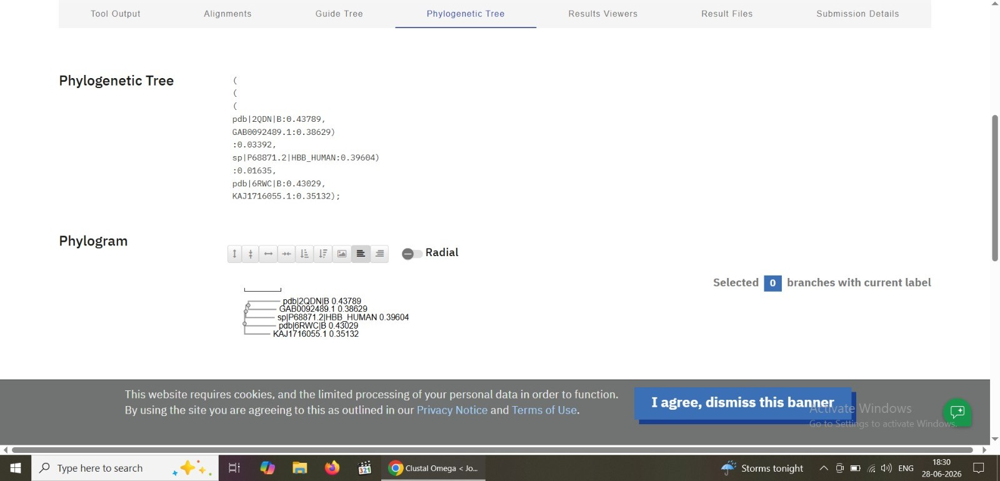 Tool Output Alignments Guide Tree Phylogenetic Tree Results Viewers Result Files Submission Details
Phylogenetic Tree
(
(
(
pdb|2QDN|B:0.43789,
GAB0092489.1:0.38629)
:0.03392,
sp|P68871.2|HBB_HUMAN:0.39604)
:0.01635,
pdb|6RWC|B:0.43029,
KAJ1716055.1:0.35132);
Phylogram
Radial
Selected 0 branches with current label
pdb|2QDN|B 0.43789
GAB0092489.1 0.38629
sp|P68871.2|HBB_HUMAN 0.39604
pdb|6RWC|B 0.43029
KAJ1716055.1 0.35132
This website requires cookies, and the limited processing of your personal data in order to function.
By using the site you are agreeing to this as outlined in our Privacy Notice and Terms of Use.
I agree, dismiss this banner
Activate Windows
Go to Settings to activate Windows.
Type here to search
321
Clustal Omega < Jo...
Storms tonight
ENG
18:30
28-06-2026